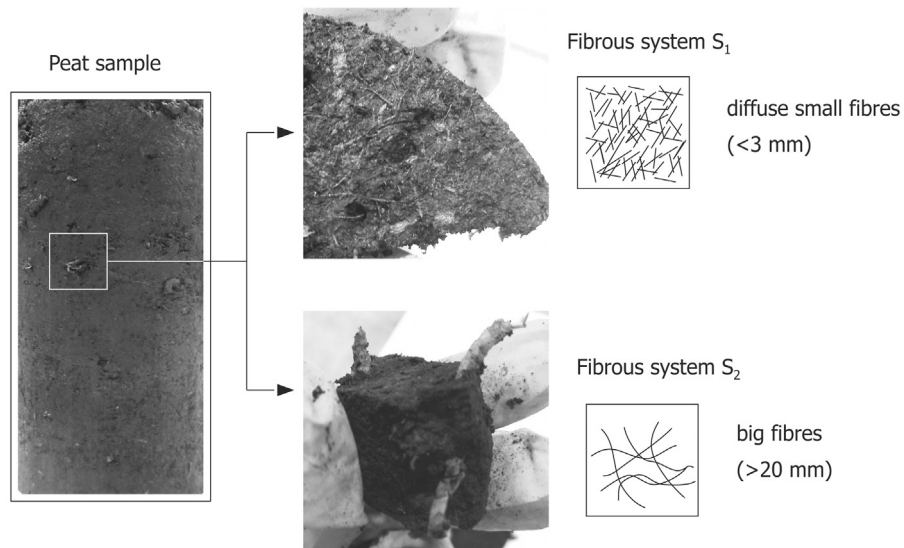 Peat sample
Fibrous system S₁
diffuse small fibres
(<3 mm)
Fibrous system S₂
big fibres
(>20 mm)